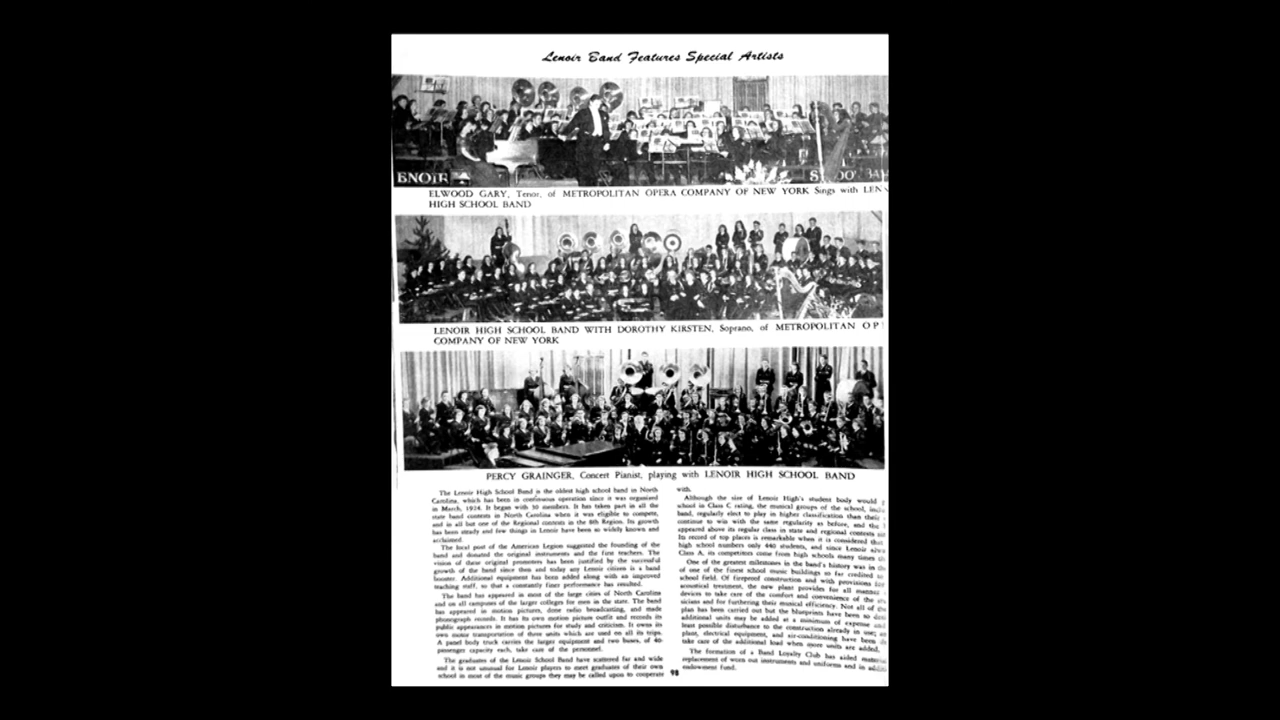 Lenoir Band Features Special Artists
ENOIR
ELWOOD GARY, Tenor, of METROPOLITAN OPERA COMPANY OF NEW YORK Sings with LEN
HIGH SCHOOL BAND
LENOIR HIGH SCHOOL BAND WITH DOROTHY KIRSTEN, Soprano, of METROPOLITAN OP
COMPANY OF NEW YORK
PERCY GRAINGER, Concert Pianist, playing with LENOIR HIGH SCHOOL BAND
The Lenoir High School Band is the oldest high school band in North
Carolina, which has been in continuous operation since it was organized
in March, 1924. It began with 30 members. It has taken part in all the
state band contests in North Carolina when it was eligible to compete,
and in all but one of the Regional contests in the 8th Region. Its growth
has been steady and few things in Lenoir have been so widely known and
acclaimed.
The local post of the American Legion suggested the founding of the
band and donated the original instruments and the first teachers. The
vision of these original promoters has been justified by the successful
growth of the band since then and today any Lenoir citizen is a band
booster. Additional equipment has been added along with an improved
teaching staff, so that a constantly finer performance has resulted.
The band has appeared in most of the large cities of North Carolina
and on all campuses of the larger colleges for men in the state. The band
has appeared in motion pictures, done radio broadcasting, and made
phonograph records. It has its own motion picture outfit and records its
public appearances in motion pictures for study and criticism. It owns its
own motor transportation of three units which are used on all its trips.
A panel body truck carries the larger equipment and two buses, of 40-
passenger capacity each, take care of the personnel.
The graduates of the Lenoir School Band have scattered far and wide
and it is not unusual for Lenoir players to meet graduates of their own
school in most of the music groups they may be called upon to cooperate
with.
Although the size of Lenoir High's student body would
school in Class C rating, the musical groups of the school,
band, regularly elect to play in higher classification than their
continue to win with the same regularity as before, and the
appeared above its regular class in state and regional contests
Its record of top places is remarkable when it is considered that
high school numbers only 440 students, and since Lenoir
Class A, its competitors come from high schools many times
One of the greatest milestones in the band's history was in
of one of the finest school music buildings so far credited
school field. Of fireproof construction and with provisions
acoustical treatment, the new plant provides for all manner
devices to take care of the comfort and convenience of the
sicians and for furthering their musical efficiency. Not all of
plan has been carried out but the blueprints have been so
additional units may be added at a minimum of expense
least possible disturbance to the construction already in use;
plant, electrical equipment, and air-conditioning have been
take care of the additional load when more units are added.
The formation of a Band Loyalty Club has aided
replacement of worn out instruments and uniforms and in
endowment fund.
98